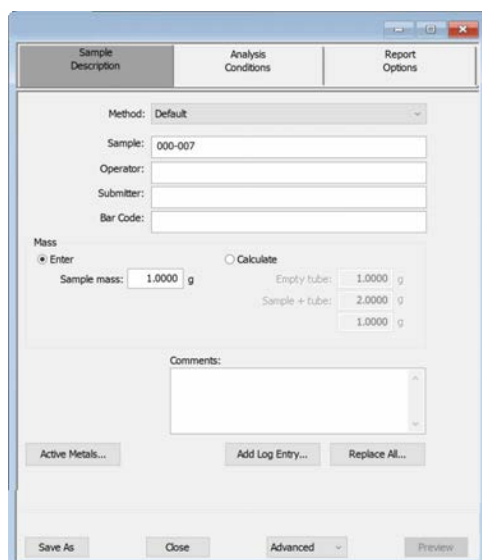 Sample
Description
Analysis
Conditions
Report
Options
Method: Default
Sample: 000-007
Operator:
Submitter:
Bar Code:
Mass
Enter
Calculate
Sample mass: 1.0000 g
Empty tube: 1.0000 g
Sample + tube: 2.0000 g
1.0000 g
Comments:
Active Metals... Add Log Entry... Replace All...
Save As Close Advanced Preview